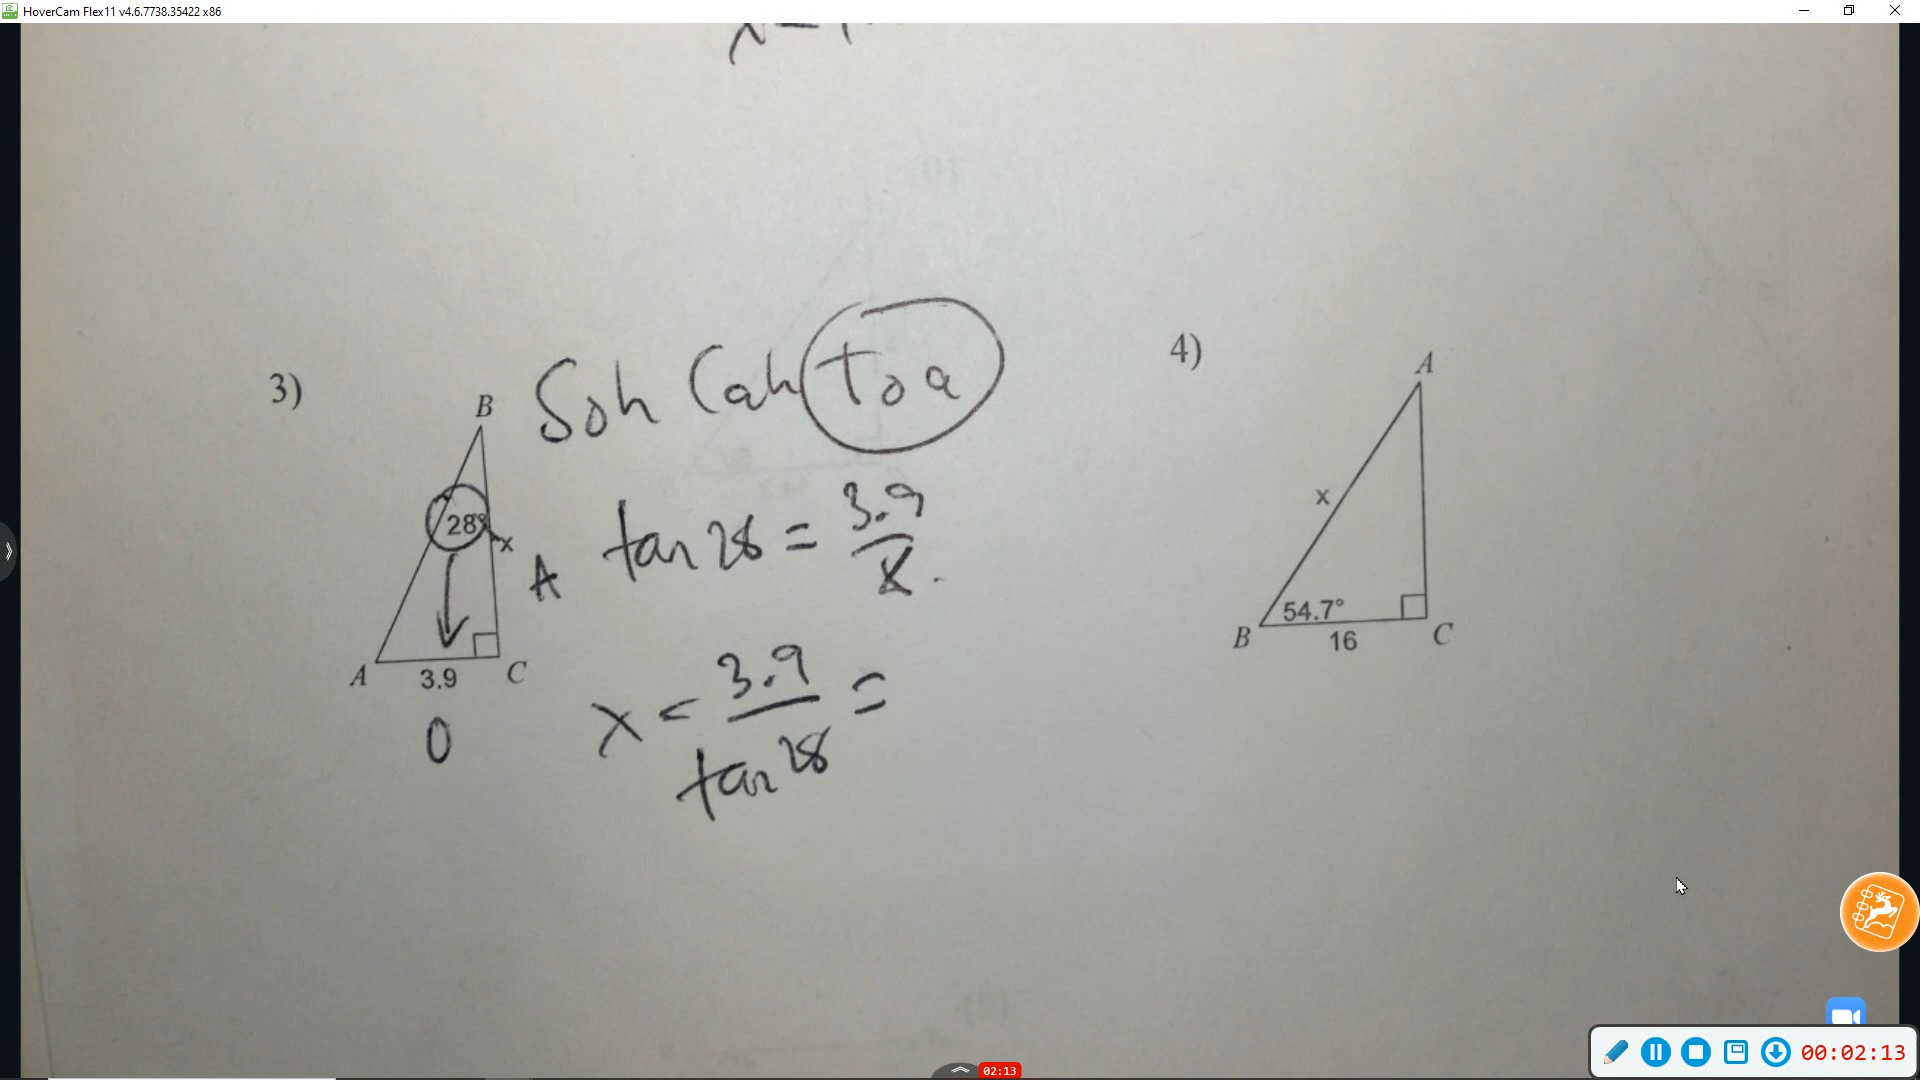 HoverCam Flex11 v4.6.7738.35422 x86
3)
Soh Cah Toa
B
28°
x
A
tan 28 = 3.9
x
A
3.9
C
O
x = 3.9 =
tan 28
4)
A
x
54.7°
B
16
C
02:13
00:02:13